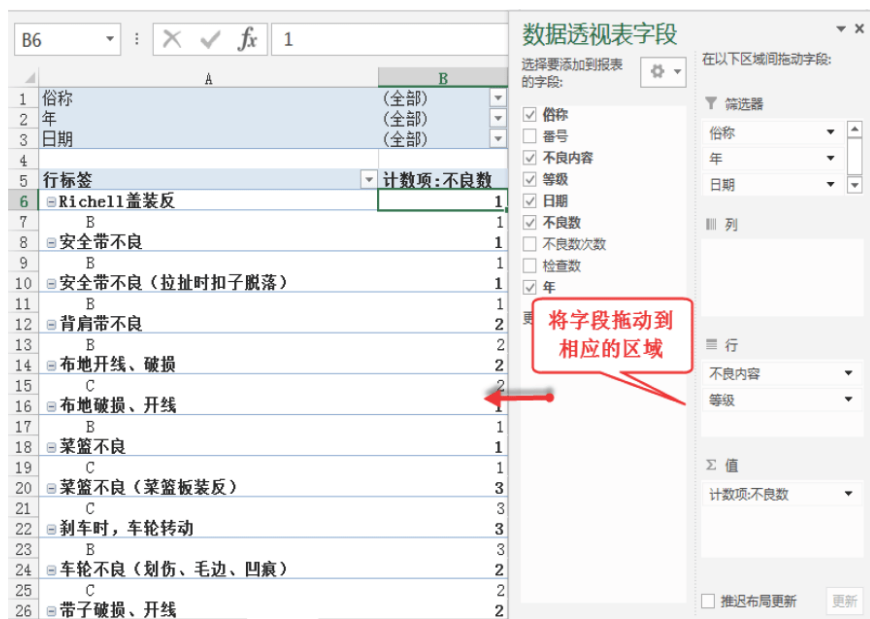 B6 fx 1
A B
1 俗称 (全部)
2 年 (全部)
3 日期 (全部)
4
5 行标签 计数项:不良数
6 Richell盖装反 1
7 B 1
8 安全带不良 1
9 B 1
10 安全带不良（拉扯时扣子脱落） 1
11 B 1
12 背肩带不良 2
13 B 2
14 布地开线、破损 2
15 C 2
16 布地破损、开线 1
17 B 1
18 菜篮不良 1
19 C 1
20 菜篮不良（菜篮板装反） 3
21 C 3
22 刹车时，车轮转动 3
23 B 3
24 车轮不良（划伤、毛边、凹痕） 2
25 C 2
26 带子破损、开线 2
数据透视表字段
选择要添加到报表
的字段:
俗称
番号
不良内容
等级
日期
不良数
不良数次数
检查数
年
更
将字段拖动到
相应的区域
在以下区域间拖动字段:
筛选器
俗称
年
日期
列
行
不良内容
等级
Σ 值
计数项:不良数
推迟布局更新
更新